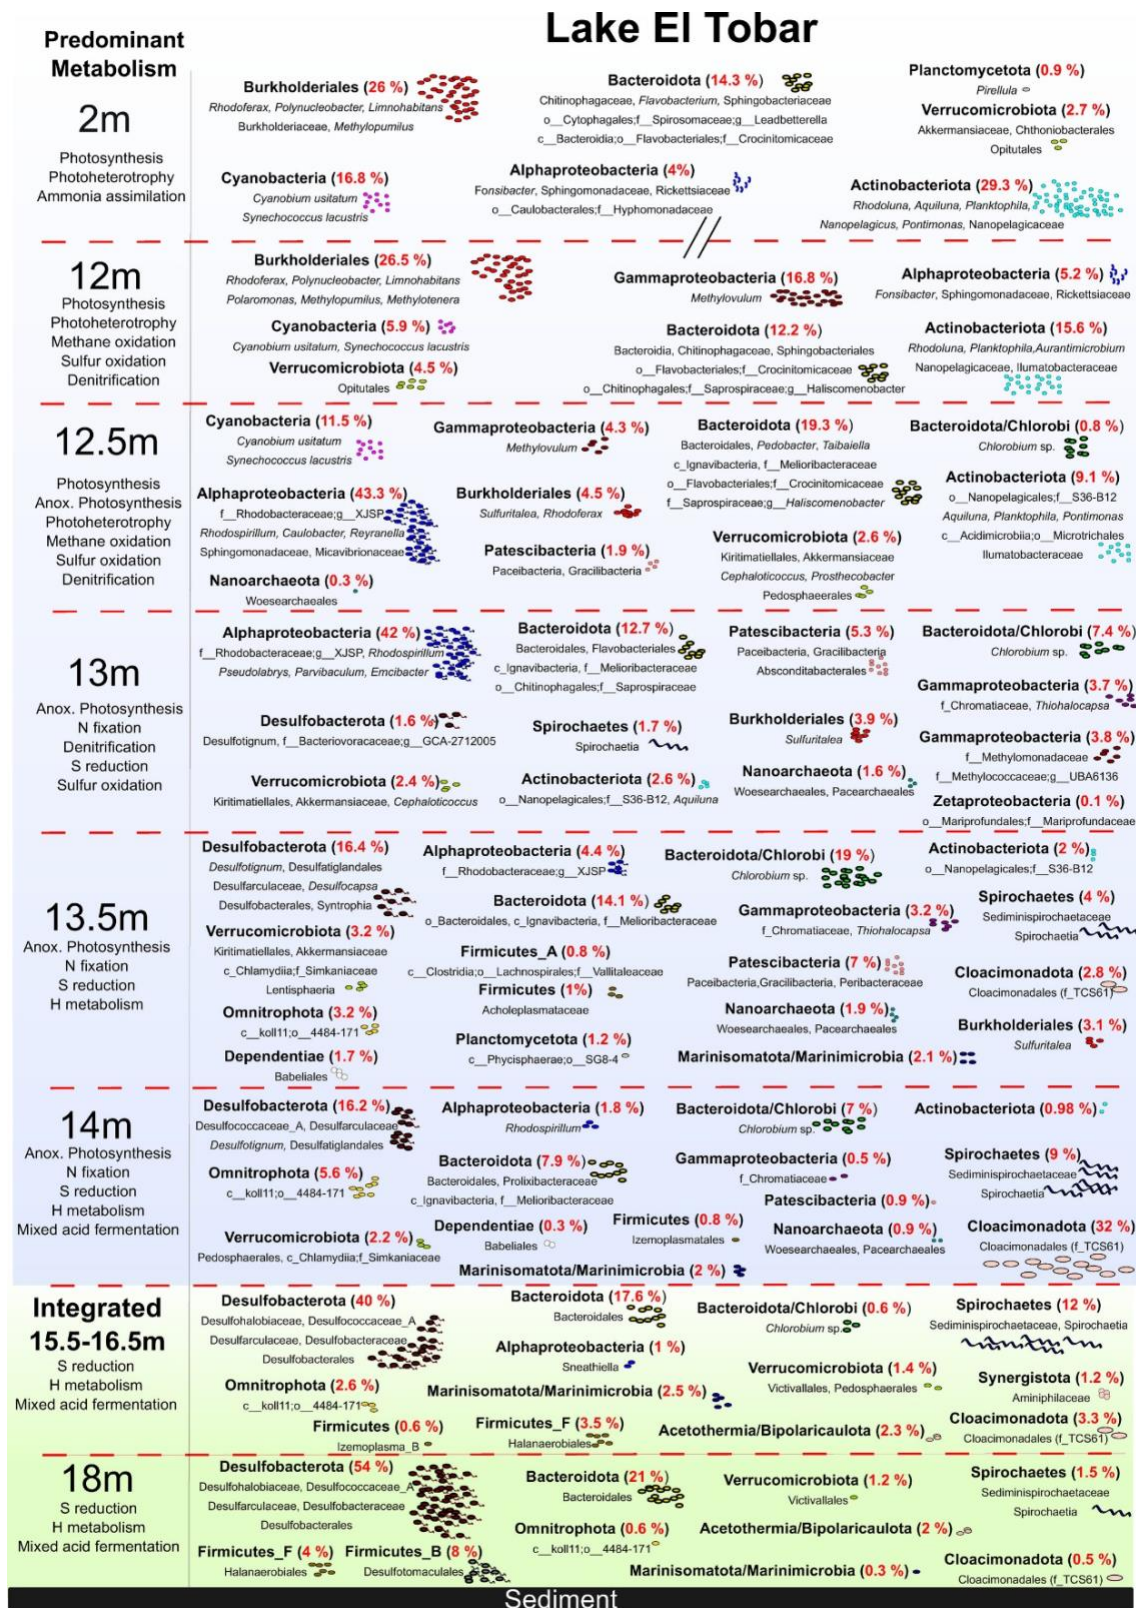 Lake El Tobar
Predominant
Metabolism
2m
Photosynthesis
Photoheterotrophy
Ammonia assimilation
Burkholderiales (26 %)
Rhodoferax, Polynucleobacter, Limnohabitans
Burkholderiaceae, Methylopumilus
Bacteroidota (14.3 %)
Chitinophagaceae, Flavobacterium, Sphingobacteriaceae
o__Cytophagales;f__Spirosomaceae;g__Leadbetterella
c__Bacteroidia;o__Flavobacteriales;f__Crocinitomicaceae
Planctomycetota (0.9 %)
Pirellula
Verrucomicrobiota (2.7 %)
Akkermansiaceae, Chthoniobacterales
Opitutales
Cyanobacteria (16.8 %)
Cyanobium usitatum
Synechococcus lacustris
Alphaproteobacteria (4%)
Fonsibacter, Sphingomonadaceae, Rickettsiaceae
o__Caulobacterales;f__Hyphomonadaceae
Actinobacteriota (29.3 %)
Rhodoluna, Aquiluna, Planktophila,
Nanopelagicus, Pontimonas, Nanopelagicaceae
12m
Photosynthesis
Photoheterotrophy
Methane oxidation
Sulfur oxidation
Denitrification
Burkholderiales (26.5 %)
Rhodoferax, Polynucleobacter, Limnohabitans
Polaromonas, Methylopumilus, Methylotenera
Cyanobacteria (5.9 %)
Cyanobium usitatum, Synechococcus lacustris
Verrucomicrobiota (4.5 %)
Opitutales
Gammaproteobacteria (16.8 %)
Methylovulum
Bacteroidota (12.2 %)
Bacteroidia, Chitinophagaceae, Sphingobacteriales
o__Flavobacteriales;f__Crocinitomicaceae
o__Chitinophagales;f__Saprospiraceae;g__Haliscomenobacter
Alphaproteobacteria (5.2 %)
Fonsibacter, Sphingomonadaceae, Rickettsiaceae
Actinobacteriota (15.6 %)
Rhodoluna, Planktophila,Aurantimicrobium
Nanopelagicaceae, Ilumatobacteraceae
12.5m
Photosynthesis
Anox. Photosynthesis
Photoheterotrophy
Methane oxidation
Sulfur oxidation
Denitrification
Cyanobacteria (11.5 %)
Cyanobium usitatum
Synechococcus lacustris
Alphaproteobacteria (43.3 %)
f__Rhodobacteraceae;g__XJSP
Rhodospirillum, Caulobacter, Reyranella
Sphingomonadaceae, Micavibrionaceae
Nanoarchaeota (0.3 %)
Woesearchaeales
Gammaproteobacteria (4.3 %)
Methylovulum
Burkholderiales (4.5 %)
Sulfuritalea, Rhodoferax
Patescibacteria (1.9 %)
Paceibacteria, Gracilibacteria
Bacteroidota (19.3 %)
Bacteroidales, Pedobacter, Taibaiella
c_Ignavibacteria, f__Melioribacteraceae
o__Flavobacteriales;f__Crocinitomicaceae
f__Saprospiraceae;g__Haliscomenobacter
Verrucomicrobiota (2.6 %)
Kiritimatiellales, Akkermansiaceae
Cephaloticoccus, Prosthecobacter
Pedosphaeerales
Bacteroidota/Chlorobi (0.8 %)
Chlorobium sp.
Actinobacteriota (9.1 %)
o__Nanopelagicales;f__S36-B12
Aquiluna, Planktophila, Pontimonas
c__Acidimicrobiia;o__Microtrichales
Ilumatobacteraceae
13m
Anox. Photosynthesis
N fixation
Denitrification
S reduction
Sulfur oxidation
Alphaproteobacteria (42 %)
f__Rhodobacteraceae;g__XJSP, Rhodospirillum
Pseudolabrys, Parvibaculum, Emcibacter
Desulfobacterota (1.6 %)
Desulfotignum, f__Bacteriovoracaceae;g__GCA-2712005
Verrucomicrobiota (2.4 %)
Kiritimatiellales, Akkermansiaceae, Cephaloticoccus
Bacteroidota (12.7 %)
Bacteroidales, Flavobacteriales
c_Ignavibacteria, f__Melioribacteraceae
o__Chitinophagales;f__Saprospiraceae
Spirochaetes (1.7 %)
Spirochaetia
Actinobacteriota (2.6 %)
o__Nanopelagicales;f__S36-B12, Aquiluna
Patescibacteria (5.3 %)
Paceibacteria, Gracilibacteria
Absconditabacterales
Burkholderiales (3.9 %)
Sulfuritalea
Nanoarchaeota (1.6 %)
Woesearchaeales, Pacearchaeales
Bacteroidota/Chlorobi (7.4 %)
Chlorobium sp.
Gammaproteobacteria (3.7 %)
f_Chromatiaceae, Thiohalocapsa
Gammaproteobacteria (3.8 %)
f__Methylomonadaceae
f__Methylococcaceae;g__UBA6136
Zetaproteobacteria (0.1 %)
o__Mariprofundales;f__Mariprofundaceae
13.5m
Anox. Photosynthesis
N fixation
S reduction
H metabolism
Desulfobacterota (16.4 %)
Desulfotignum, Desulfatiglandales
Desulfarculaceae, Desulfocapsa
Desulfobacterales, Syntrophia
Verrucomicrobiota (3.2 %)
Kiritimatiellales, Akkermansiaceae
c_Chlamydiia;f_Simkaniaceae
Lentisphaeria
Omnitrophota (3.2 %)
c__koll11;o__4484-171
Dependentiae (1.7 %)
Babeliales
Alphaproteobacteria (4.4 %)
f__Rhodobacteraceae;g__XJSP
Bacteroidota (14.1 %)
o_Bacteroidales, c_Ignavibacteria, f__Melioribacteraceae
Firmicutes_A (0.8 %)
c__Clostridia;o__Lachnospirales;f__Vallitaleaceae
Firmicutes (1%)
Acholeplasmataceae
Planctomycetota (1.2 %)
c__Phycisphaerae;o__SG8-4
Bacteroidota/Chlorobi (19 %)
Chlorobium sp.
Gammaproteobacteria (3.2 %)
f_Chromatiaceae, Thiohalocapsa
Patescibacteria (7 %)
Paceibacteria,Gracilibacteria, Peribacteraceae
Nanoarchaeota (1.9 %)
Woesearchaeales, Pacearchaeales
Marinisomatota/Marinimicrobia (2.1 %)
Actinobacteriota (2 %)
o__Nanopelagicales;f__S36-B12
Spirochaetes (4 %)
Sediminispirochaetaceae
Spirochaetia
Cloacimonadota (2.8 %)
Cloacimonadales (f_TCS61)
Burkholderiales (3.1 %)
Sulfuritalea
14m
Anox. Photosynthesis
N fixation
S reduction
H metabolism
Mixed acid fermentation
Desulfobacterota (16.2 %)
Desulfococcaceae_A, Desulfarculaceae
Desulfotignum, Desulfatiglandales
Omnitrophota (5.6 %)
c__koll11;o__4484-171
Verrucomicrobiota (2.2 %)
Pedosphaerales, c_Chlamydiia;f_Simkaniaceae
Alphaproteobacteria (1.8 %)
Rhodospirillum
Bacteroidota (7.9 %)
Bacteroidales, Prolixibacteraceae
c_Ignavibacteria, f__Melioribacteraceae
Dependentiae (0.3 %)
Babeliales
Firmicutes (0.8 %)
Izemoplasmatales
Marinisomatota/Marinimicrobia (2 %)
Bacteroidota/Chlorobi (7 %)
Chlorobium sp.
Gammaproteobacteria (0.5 %)
f_Chromatiaceae
Patescibacteria (0.9 %)
Nanoarchaeota (0.9 %)
Woesearchaeales, Pacearchaeales
Actinobacteriota (0.98 %)
Spirochaetes (9 %)
Sediminispirochaetaceae
Spirochaetia
Cloacimonadota (32 %)
Cloacimonadales (f_TCS61)
Integrated
15.5-16.5m
S reduction
H metabolism
Mixed acid fermentation
Desulfobacterota (40 %)
Desulfohalobiaceae, Desulfococcaceae_A
Desulfarculaceae, Desulfobacteraceae
Desulfobacterales
Omnitrophota (2.6 %)
c__koll11;o__4484-171
Firmicutes (0.6 %)
Izemoplasma_B
Bacteroidota (17.6 %)
Bacteroidales
Alphaproteobacteria (1 %)
Sneathiella
Marinisomatota/Marinimicrobia (2.5 %)
Firmicutes_F (3.5 %)
Halanaerobiales
Bacteroidota/Chlorobi (0.6 %)
Chlorobium sp.
Verrucomicrobiota (1.4 %)
Victivallales, Pedosphaerales
Acetothermia/Bipolaricaulota (2.3 %)
Spirochaetes (12 %)
Sediminispirochaetaceae, Spirochaetia
Synergistota (1.2 %)
Aminiphilaceae
Cloacimonadota (3.3 %)
Cloacimonadales (f_TCS61)
18m
S reduction
H metabolism
Mixed acid fermentation
Desulfobacterota (54 %)
Desulfohalobiaceae, Desulfococcaceae_A
Desulfarculaceae, Desulfobacteraceae
Desulfobacterales
Firmicutes_F (4 %)
Halanaerobiales
Firmicutes_B (8 %)
Desulfotomaculales
Bacteroidota (21 %)
Bacteroidales
Omnitrophota (0.6 %)
c__koll11;o__4484-171
Verrucomicrobiota (1.2 %)
Victivallales
Acetothermia/Bipolaricaulota (2 %)
Marinisomatota/Marinimicrobia (0.3 %)
Spirochaetes (1.5 %)
Sediminispirochaetaceae
Spirochaetia
Cloacimonadota (0.5 %)
Cloacimonadales (f_TCS61)
Sediment